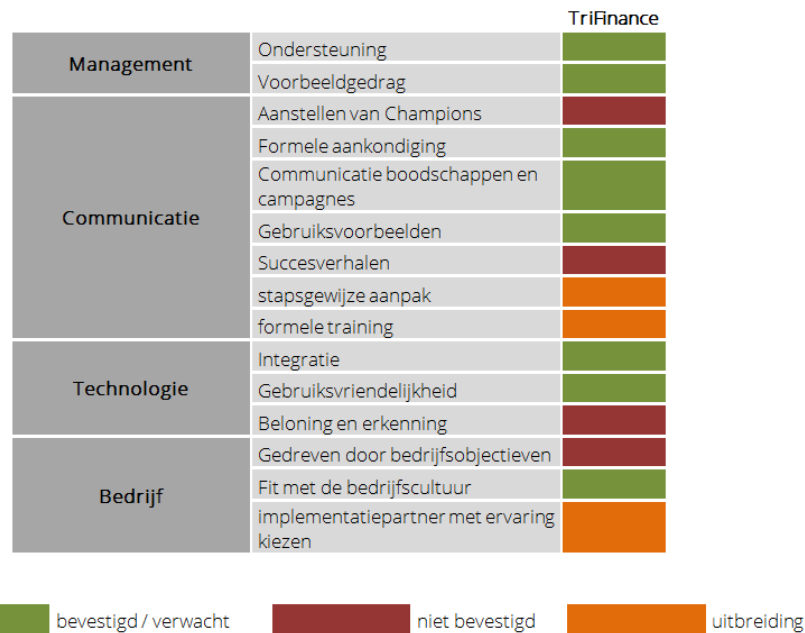 TriFinance
Management
Ondersteuning
Voorbeeldgedrag
Communicatie
Aanstellen van Champions
Formele aankondiging
Communicatie boodschappen en
campagnes
Gebruiksvoorbeelden
Succesverhalen
stapsgewijze aanpak
formele training
Technologie
Integratie
Gebruiksvriendelijkheid
Beloning en erkenning
Bedrijf
Gedreven door bedrijfsobjectieven
Fit met de bedrijfscultuur
implementatiepartner met ervaring
kiezen
bevestigd / verwacht
niet bevestigd
uitbreiding